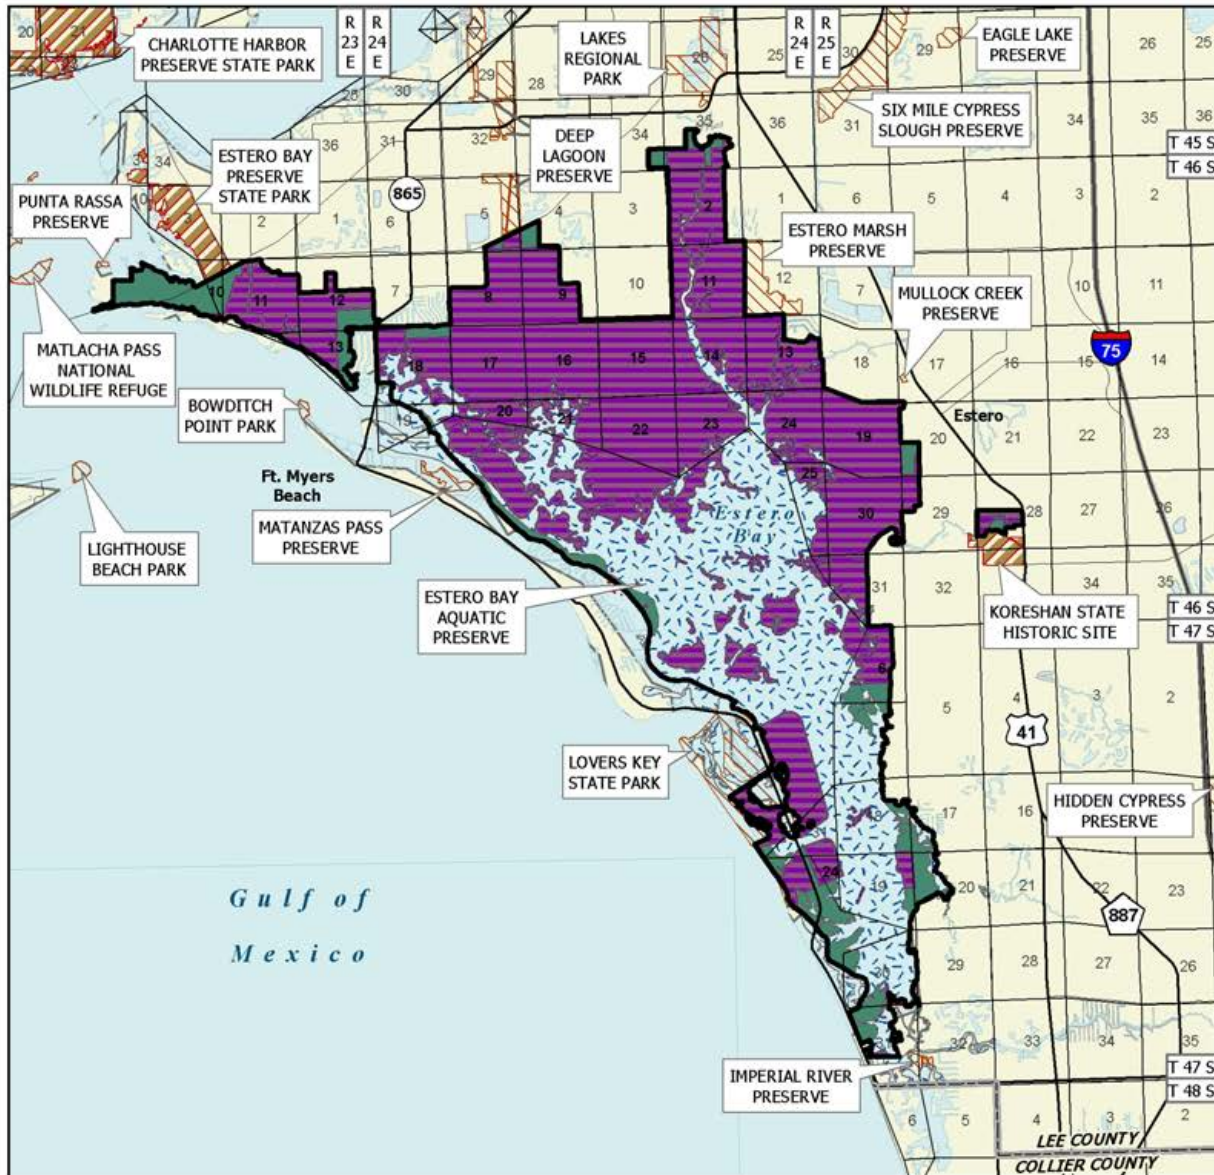 CHARLOTTE HARBOR
PRESERVE STATE PARK
R
23
E
R
24
E
LAKES
REGIONAL
PARK
R
24
E
R
25
E
EAGLE LAKE
PRESERVE
SIX MILE CYPRESS
SLOUGH PRESERVE
T 45 S
T 46 S
ESTERO BAY
PRESERVE
STATE PARK
DEEP
LAGOON
PRESERVE
865
PUNTA RASSA
PRESERVE
ESTERO MARSH
PRESERVE
MULLOCK CREEK
PRESERVE
75
MATLACHA PASS
NATIONAL
WILDLIFE REFUGE
BOWDITCH
POINT PARK
Estero
Ft. Myers
Beach
MATANZAS PASS
PRESERVE
LIGHTHOUSE
BEACH PARK
Estero
Bay
ESTERO BAY
AQUATIC
PRESERVE
KORESHAN STATE
HISTORIC SITE
T 46 S
T 47 S
41
LOVERS KEY
STATE PARK
HIDDEN CYPRESS
PRESERVE
Gulf of
Mexico
887
IMPERIAL RIVER
PRESERVE
T 47 S
T 48 S
LEE COUNTY
COLLIER COUNTY